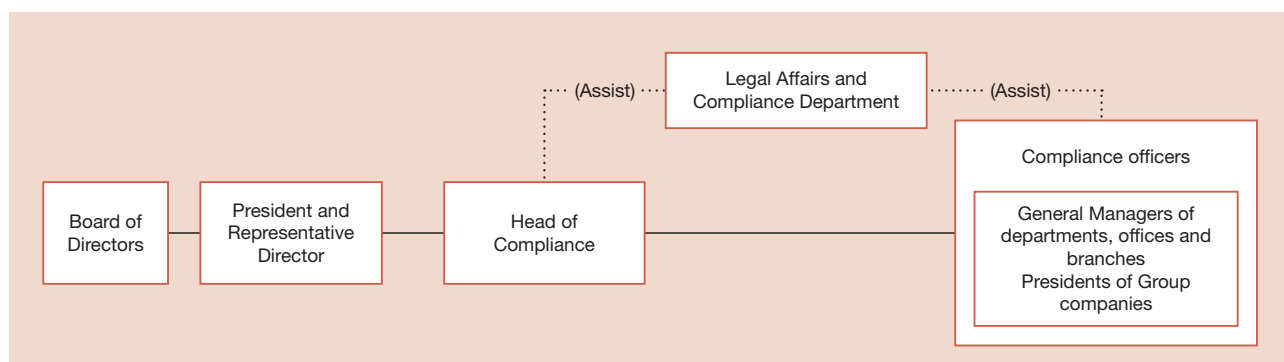 Legal Affairs and
Compliance Department
(Assist)
(Assist)
Compliance officers
Board of
Directors
President and
Representative
Director
Head of
Compliance
General Managers of
departments, offices and
branches
Presidents of Group
companies